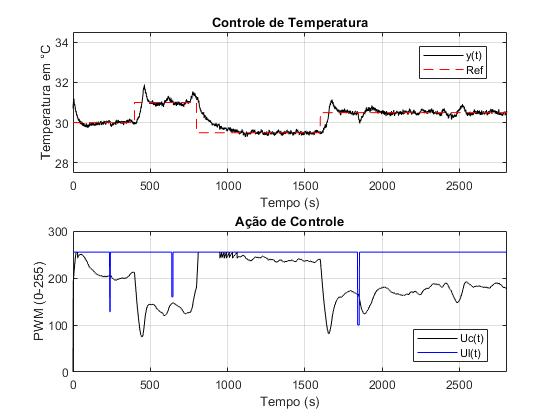 Controle de Temperatura
Temperatura em °C
34
32
30
28
y(t)
Ref
0 500 1000 1500 2000 2500
Tempo (s)
Ação de Controle
PWM (0-255)
300
200
100
0
Uc(t)
Ul(t)
0 500 1000 1500 2000 2500
Tempo (s)